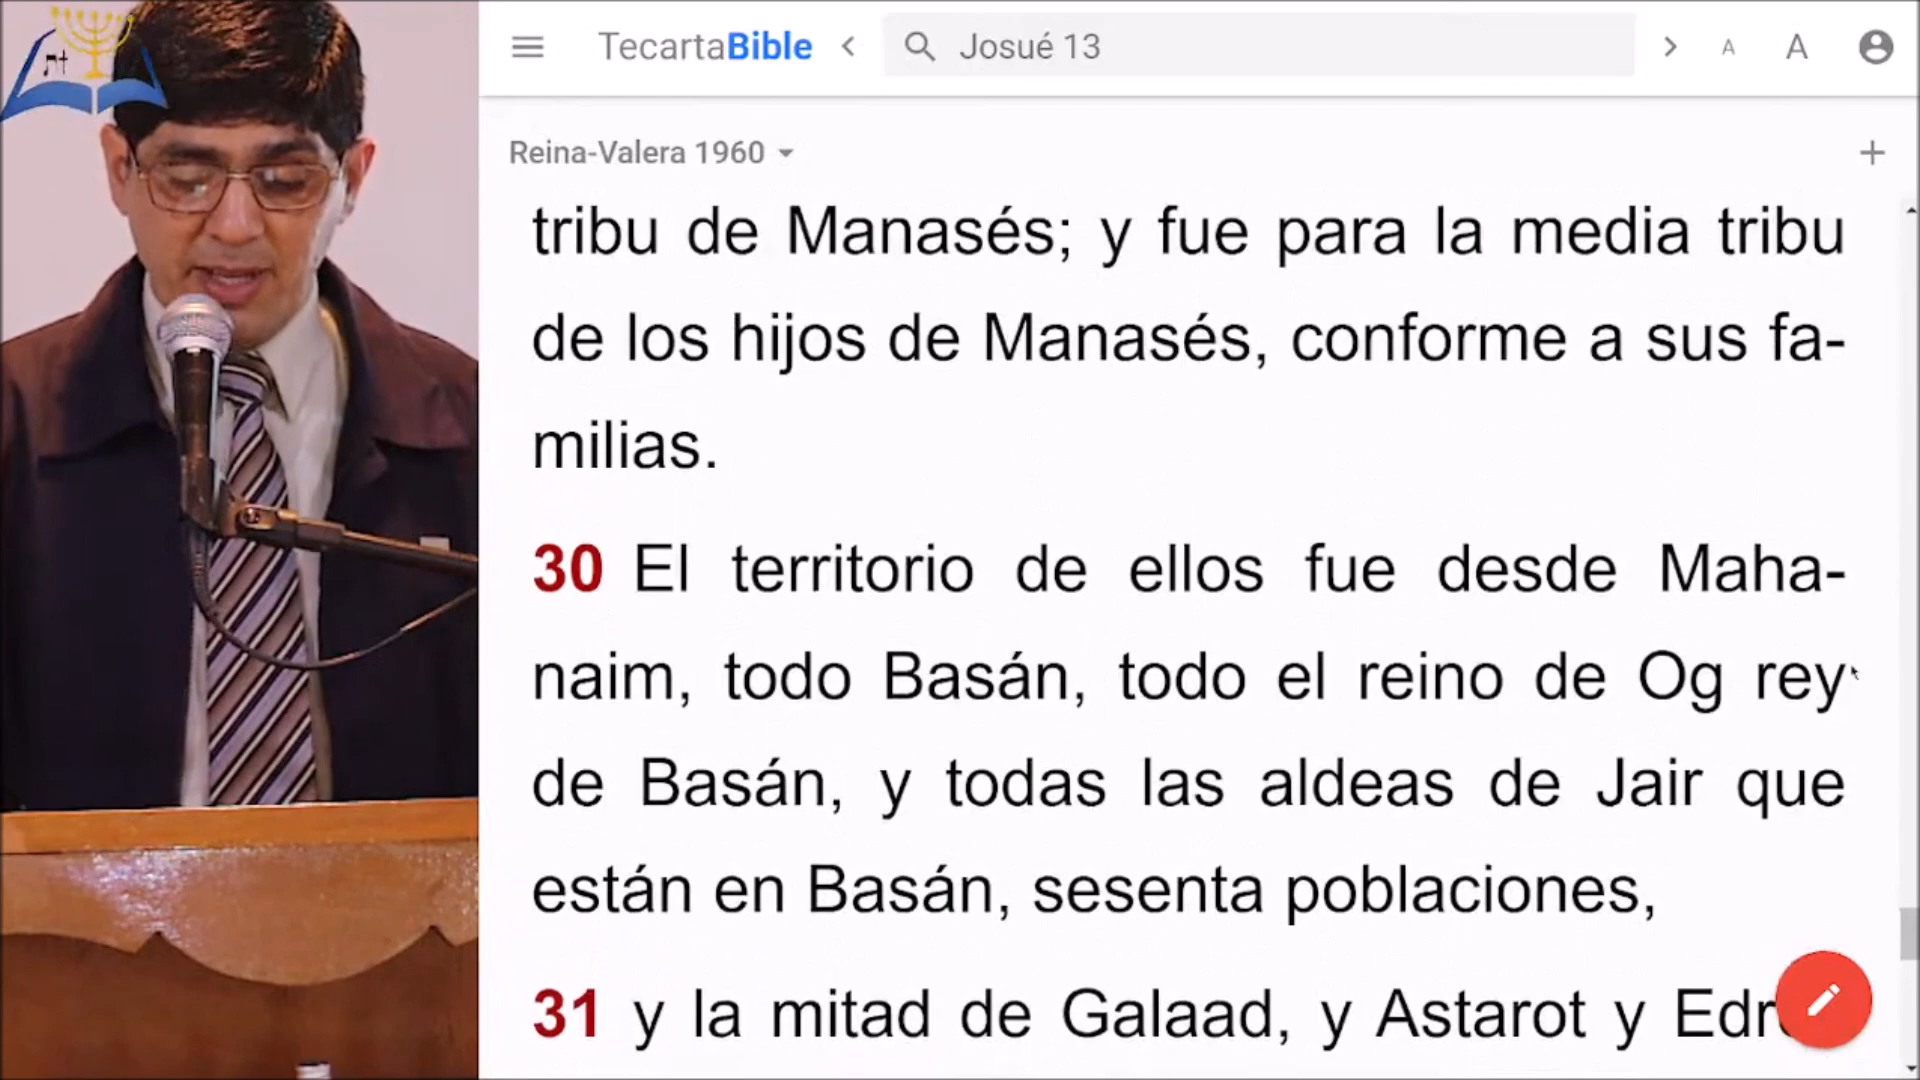 TecartaBible
Josué 13
A A
Reina-Valera 1960
tribu de Manasés; y fue para la media tribu
de los hijos de Manasés, conforme a sus fa-
milias.
30 El territorio de ellos fue desde Maha-
naim, todo Basán, todo el reino de Og rey
de Basán, y todas las aldeas de Jair que
están en Basán, sesenta poblaciones,
31 y la mitad de Galaad, y Astarot y